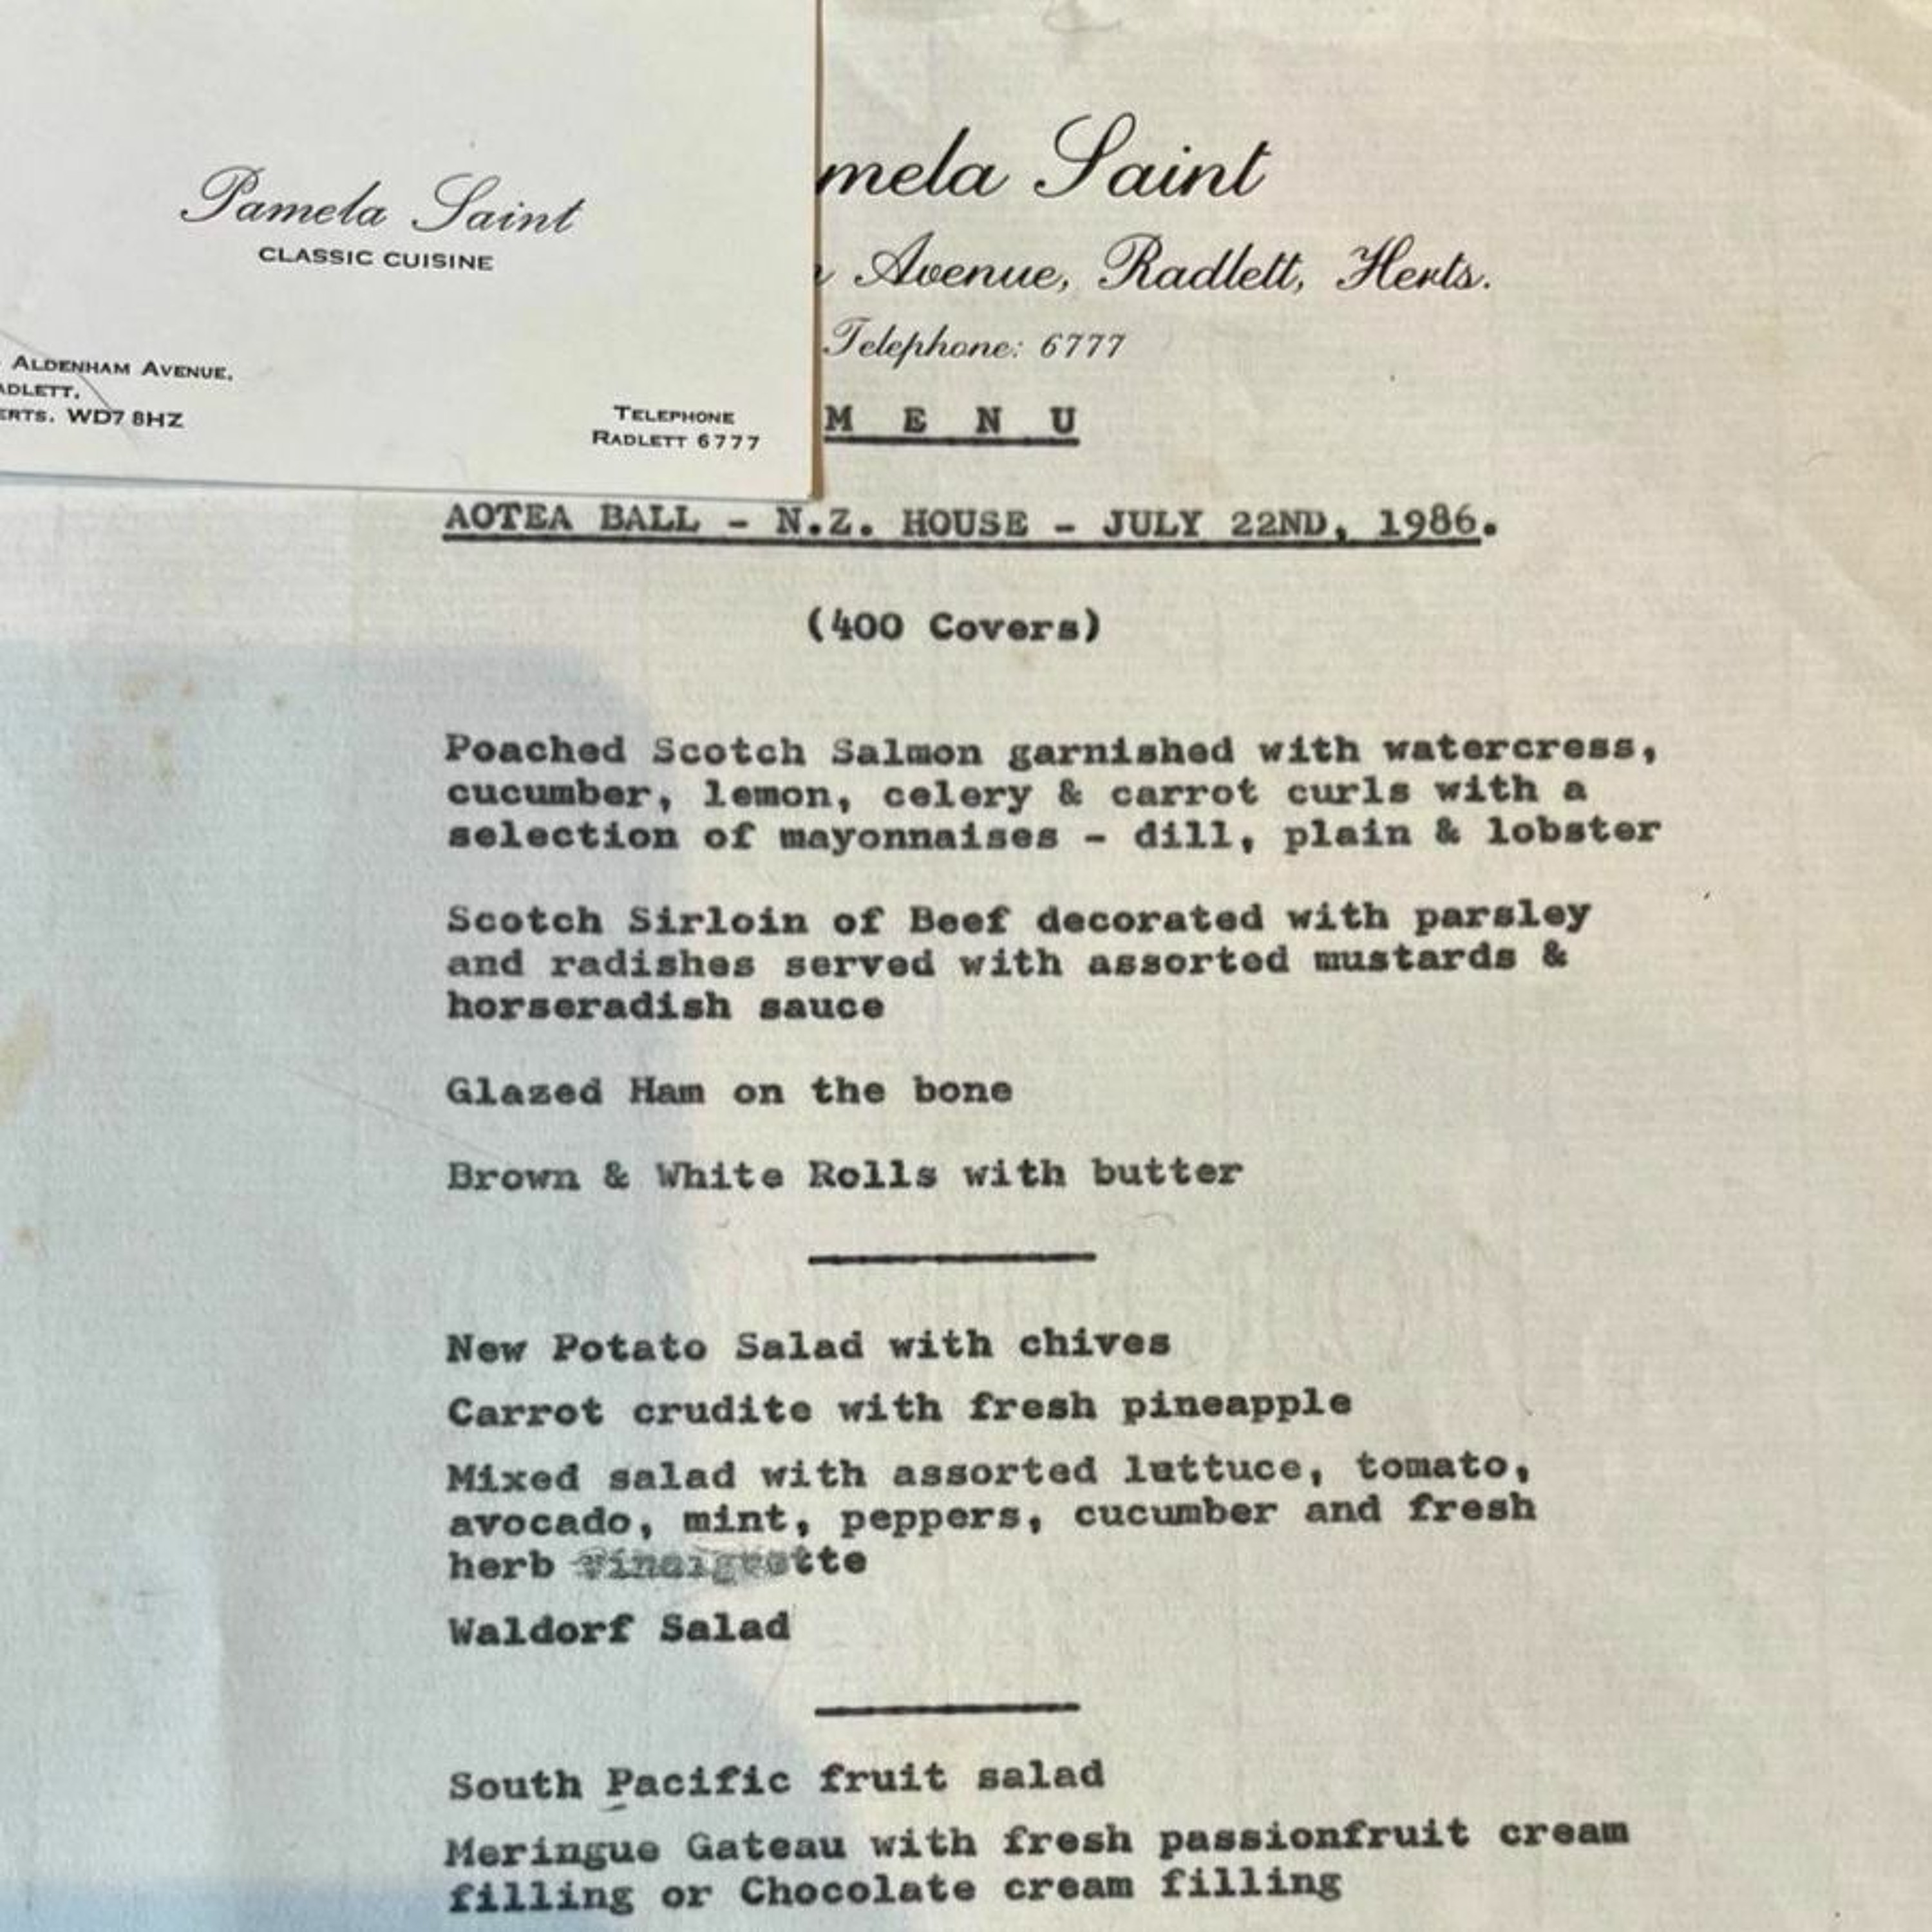 Pamela Saint
CLASSIC CUISINE
ALDENHAM AVENUE,
ADLETT,
ERTS. WD7 8HZ
TELEPHONE
RADLETT 6777
mela Saint
Avenue, Radlett, Herts.
Telephone: 6777
M E N U
AOTEA BALL - N.Z. HOUSE - JULY 22ND, 1986.
(400 Covers)
Poached Scotch Salmon garnished with watercress,
cucumber, lemon, celery & carrot curls with a
selection of mayonnaises - dill, plain & lobster
Scotch Sirloin of Beef decorated with parsley
and radishes served with assorted mustards &
horseradish sauce
Glazed Ham on the bone
Brown & White Rolls with butter
New Potato Salad with chives
Carrot crudite with fresh pineapple
Mixed salad with assorted luttuce, tomato,
avocado, mint, peppers, cucumber and fresh
herb vinaigrette
Waldorf Salad
South Pacific fruit salad
Meringue Gateau with fresh passionfruit cream
filling or Chocolate cream filling